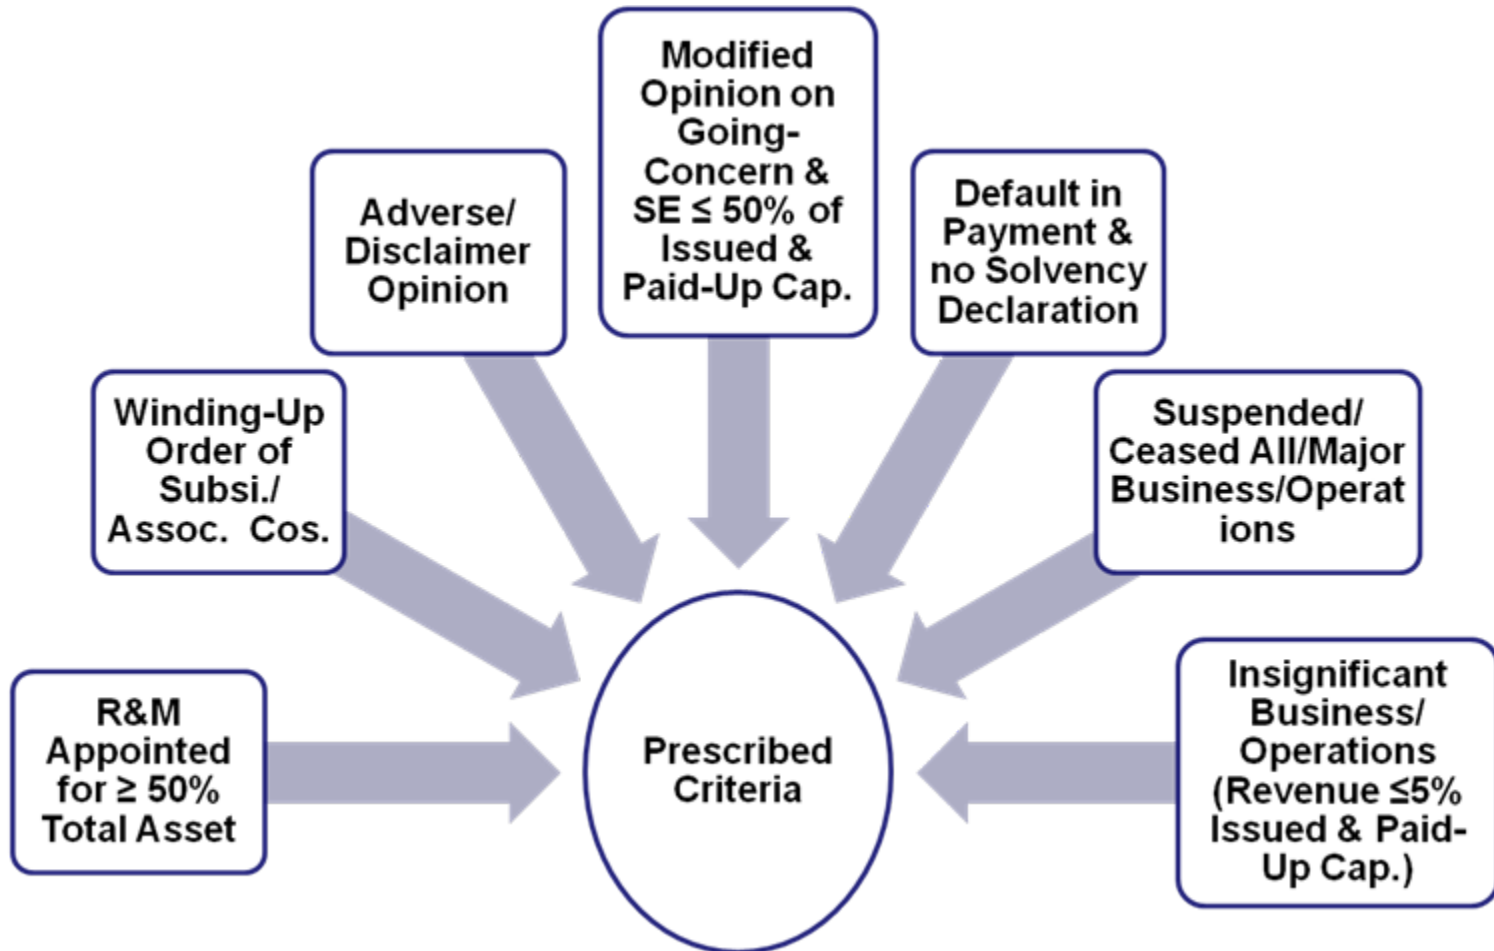 Modified
Opinion on
Going-
Concern &
SE ≤ 50% of
Issued &
Paid-Up Cap.
Adverse/
Disclaimer
Opinion
Default in
Payment &
no Solvency
Declaration
Winding-Up
Order of
Subsi./
Assoc. Cos.
Suspended/
Ceased All/Major
Business/Operat
ions
R&M
Appointed
for ≥ 50%
Total Asset
Prescribed
Criteria
Insignificant
Business/
Operations
(Revenue ≤5%
Issued & Paid-
Up Cap.)